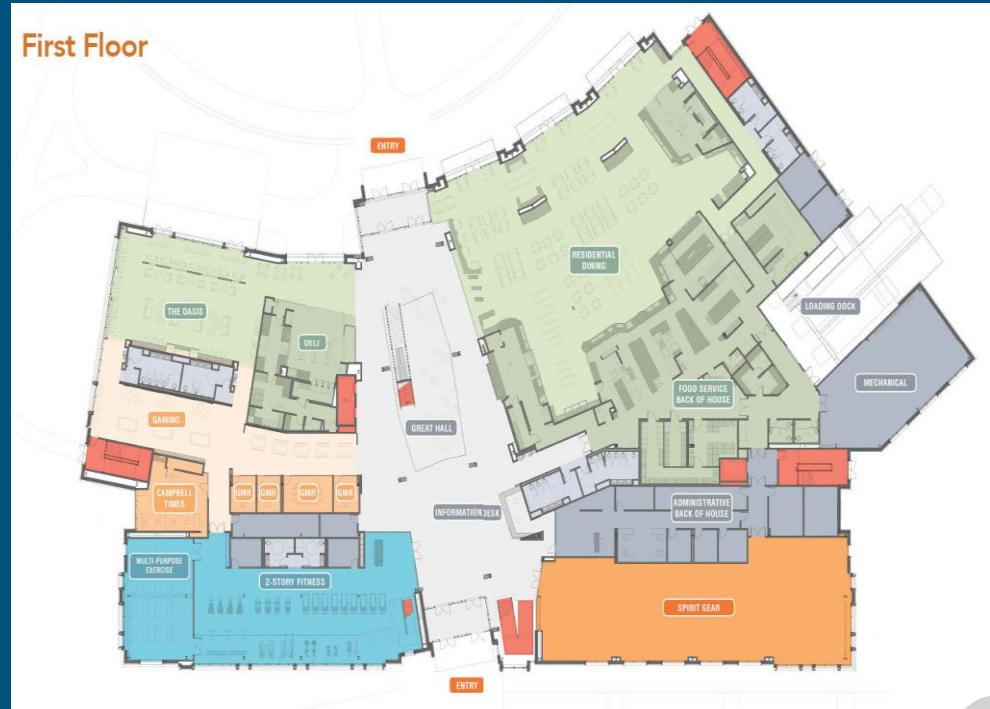 First Floor
ENTRY
RESIDENTIAL
DINING
THE OASIS
DELI
LOADING DOCK
MECHANICAL
FOOD SERVICE
BACK OF HOUSE
GAMING
GREAT HALL
CAMPBELL
TIMES
GMR
GMR
GMR
GMR
INFORMATION DESK
ADMINISTRATIVE
BACK OF HOUSE
MULTI-PURPOSE
EXERCISE
2-STORY FITNESS
SPIRIT GEAR
ENTRY